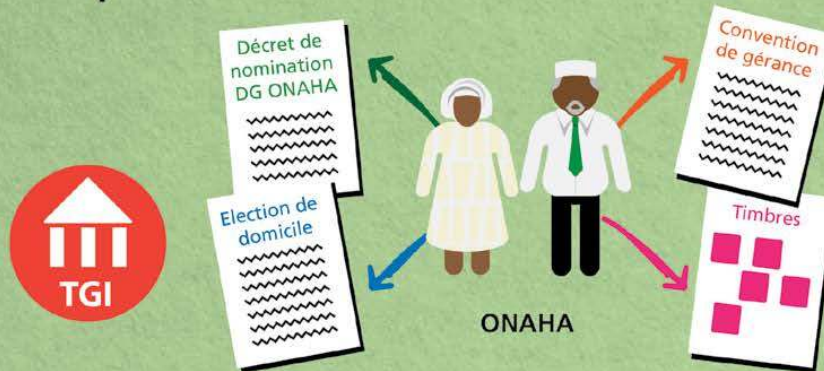 Décret de
nomination
DG ONAHA
Convention
de gérance
Election de
domicile
Timbres
TGI
ONAHA